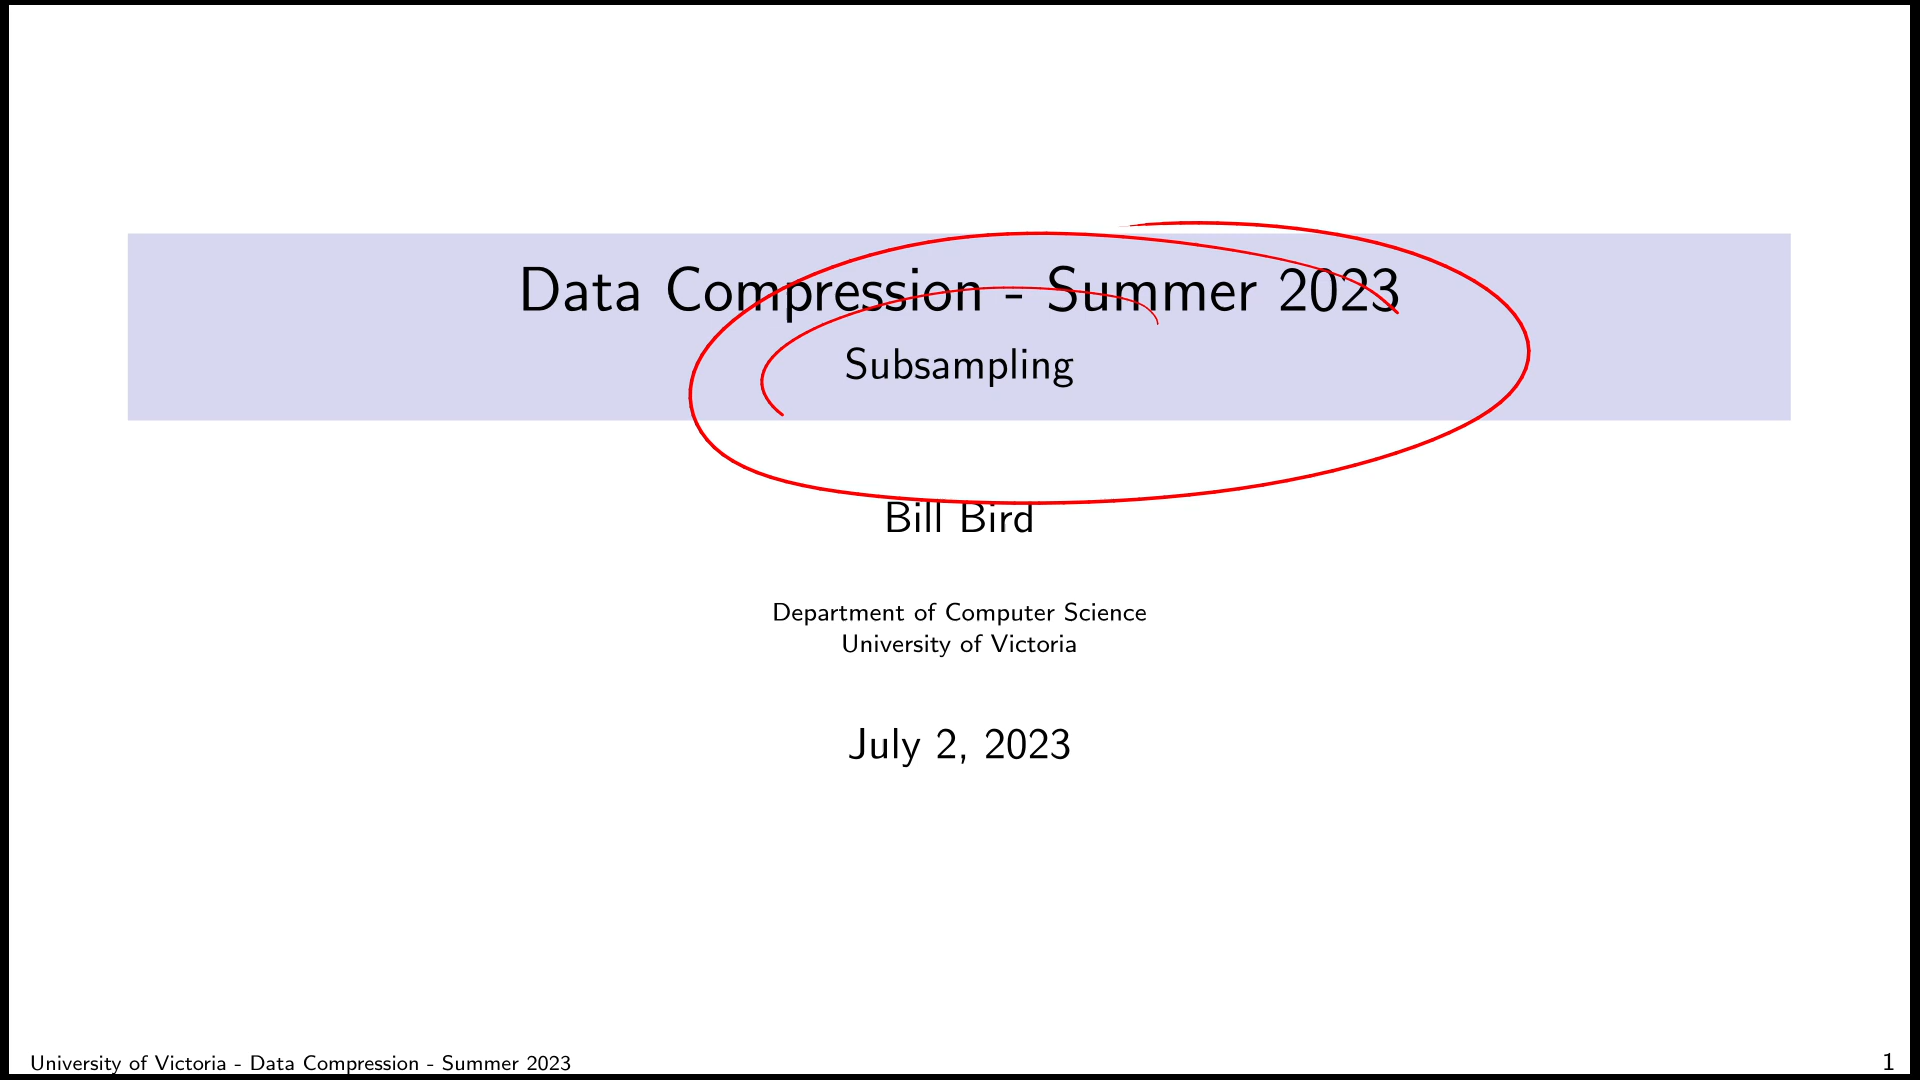 Data Compression - Summer 2023
Subsampling
Bill Bird
Department of Computer Science
University of Victoria
July 2, 2023
University of Victoria - Data Compression - Summer 2023
1